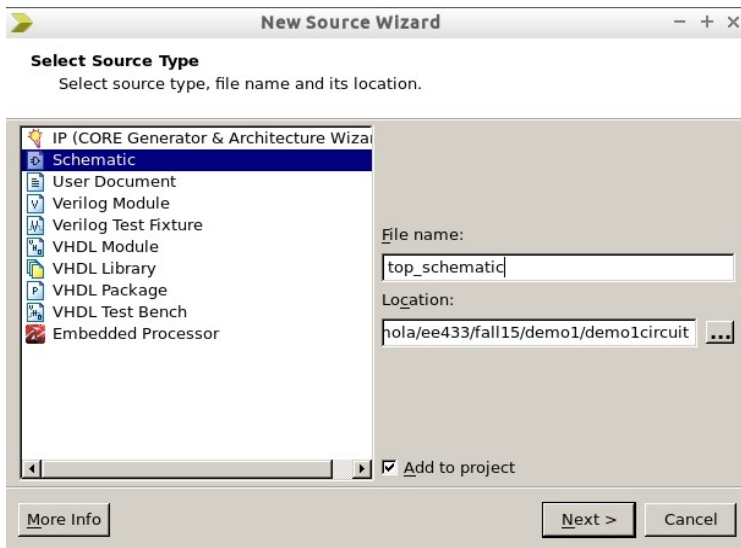 New Source Wizard
Select Source Type
Select source type, file name and its location.
IP (CORE Generator & Architecture Wiza
Schematic
User Document
Verilog Module
Verilog Test Fixture
VHDL Module
VHDL Library
VHDL Package
VHDL Test Bench
Embedded Processor
File name:
top_schematic
Location:
nola/ee433/fall15/demo1/demo1circuit
...
Add to project
More Info
Next >
Cancel